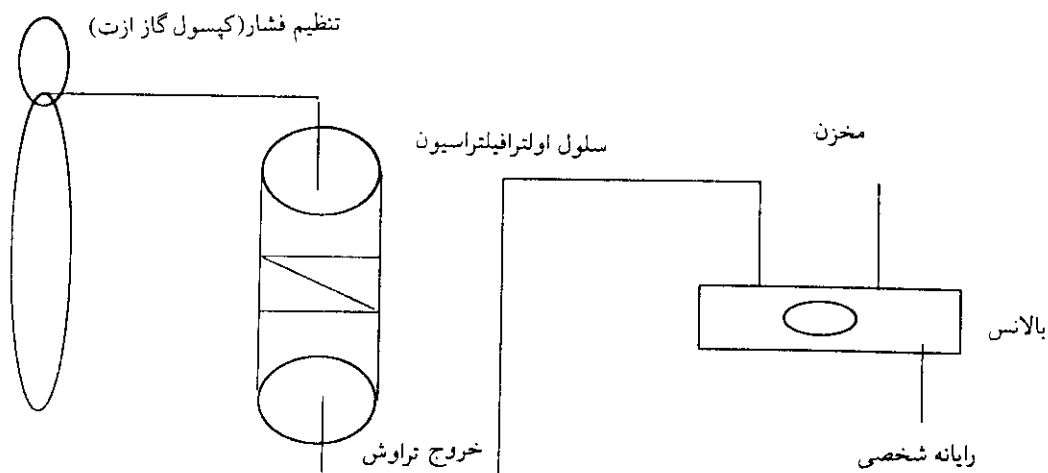 تنظیم فشار(کپسول گاز ازت)
مخزن
سلول اولترافیلتراسیون
بالانس
خروج تراوش
رایانه شخصی